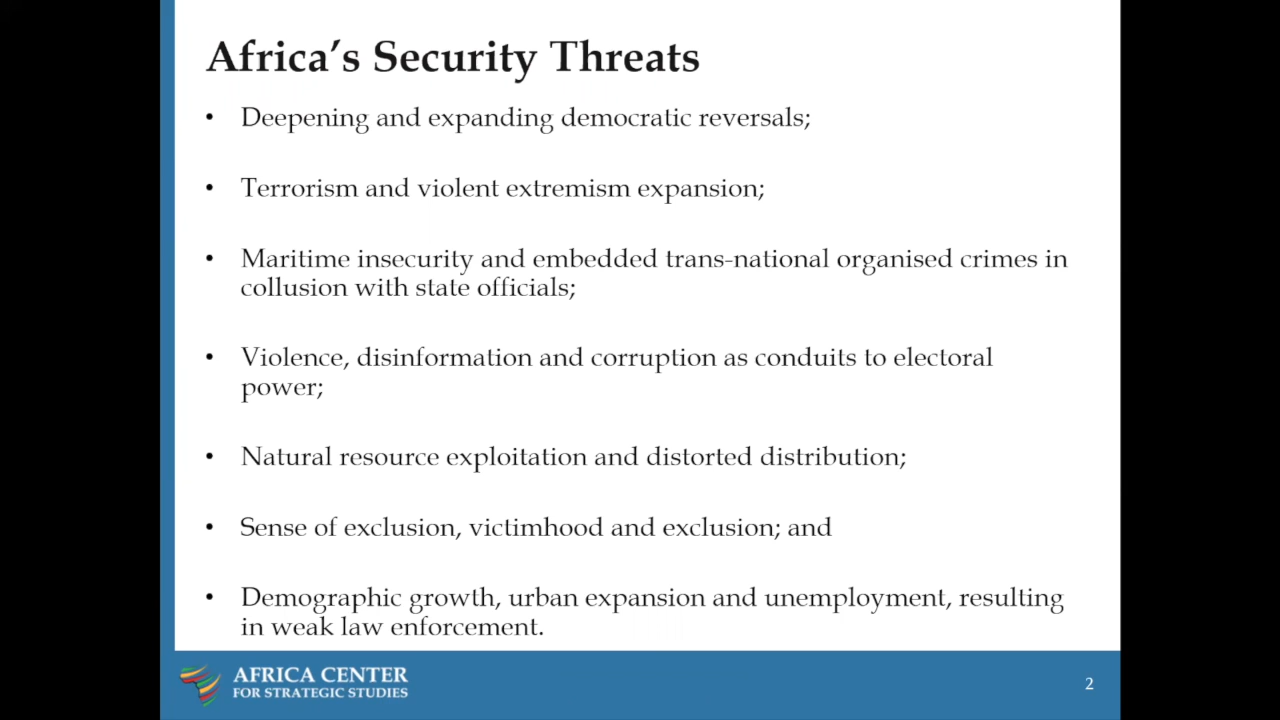 Africa's Security Threats
• Deepening and expanding democratic reversals;
• Terrorism and violent extremism expansion;
• Maritime insecurity and embedded trans-national organised crimes in
collusion with state officials;
• Violence, disinformation and corruption as conduits to electoral
power;
• Natural resource exploitation and distorted distribution;
• Sense of exclusion, victimhood and exclusion; and
• Demographic growth, urban expansion and unemployment, resulting
in weak law enforcement.
AFRICA CENTER
FOR STRATEGIC STUDIES
2